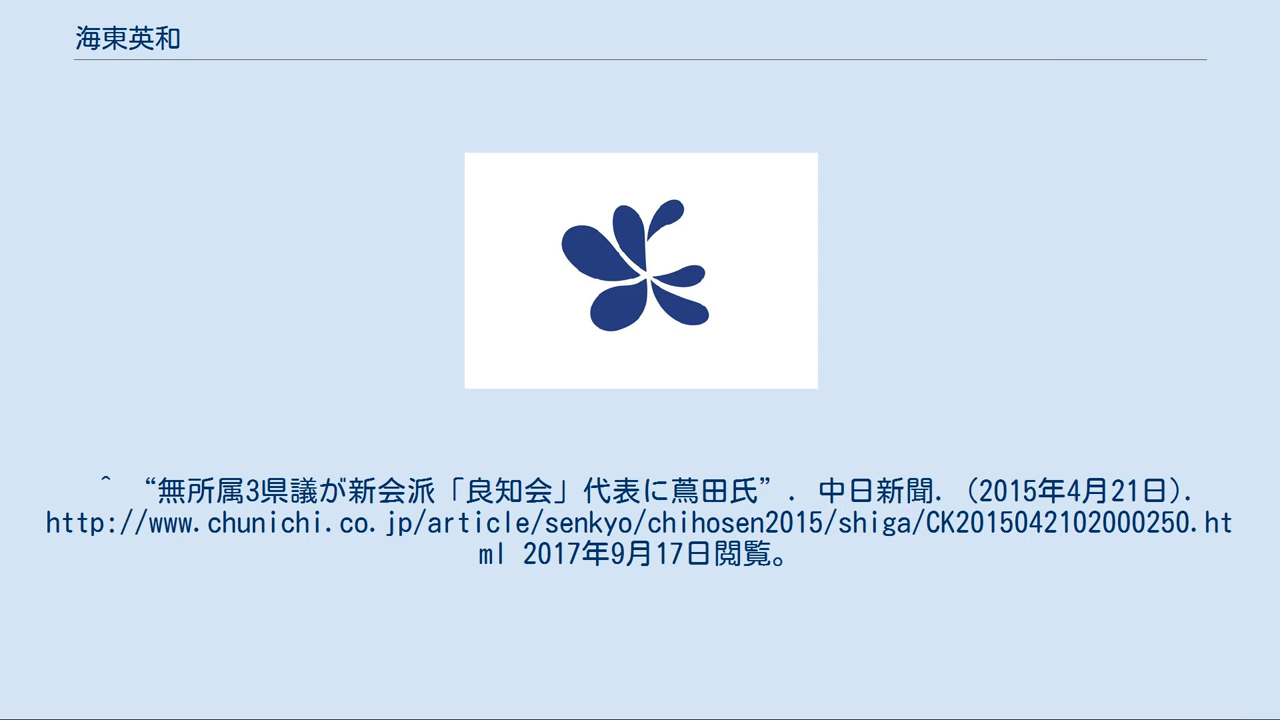 海東英和
^ “無所属3県議が新会派「良知会」代表に蔦田氏”. 中日新聞. (2015年4月21日).
http://www.chunichi.co.jp/article/senkyo/chihosen2015/shiga/CK2015042102000250.ht
ml 2017年9月17日閲覧。